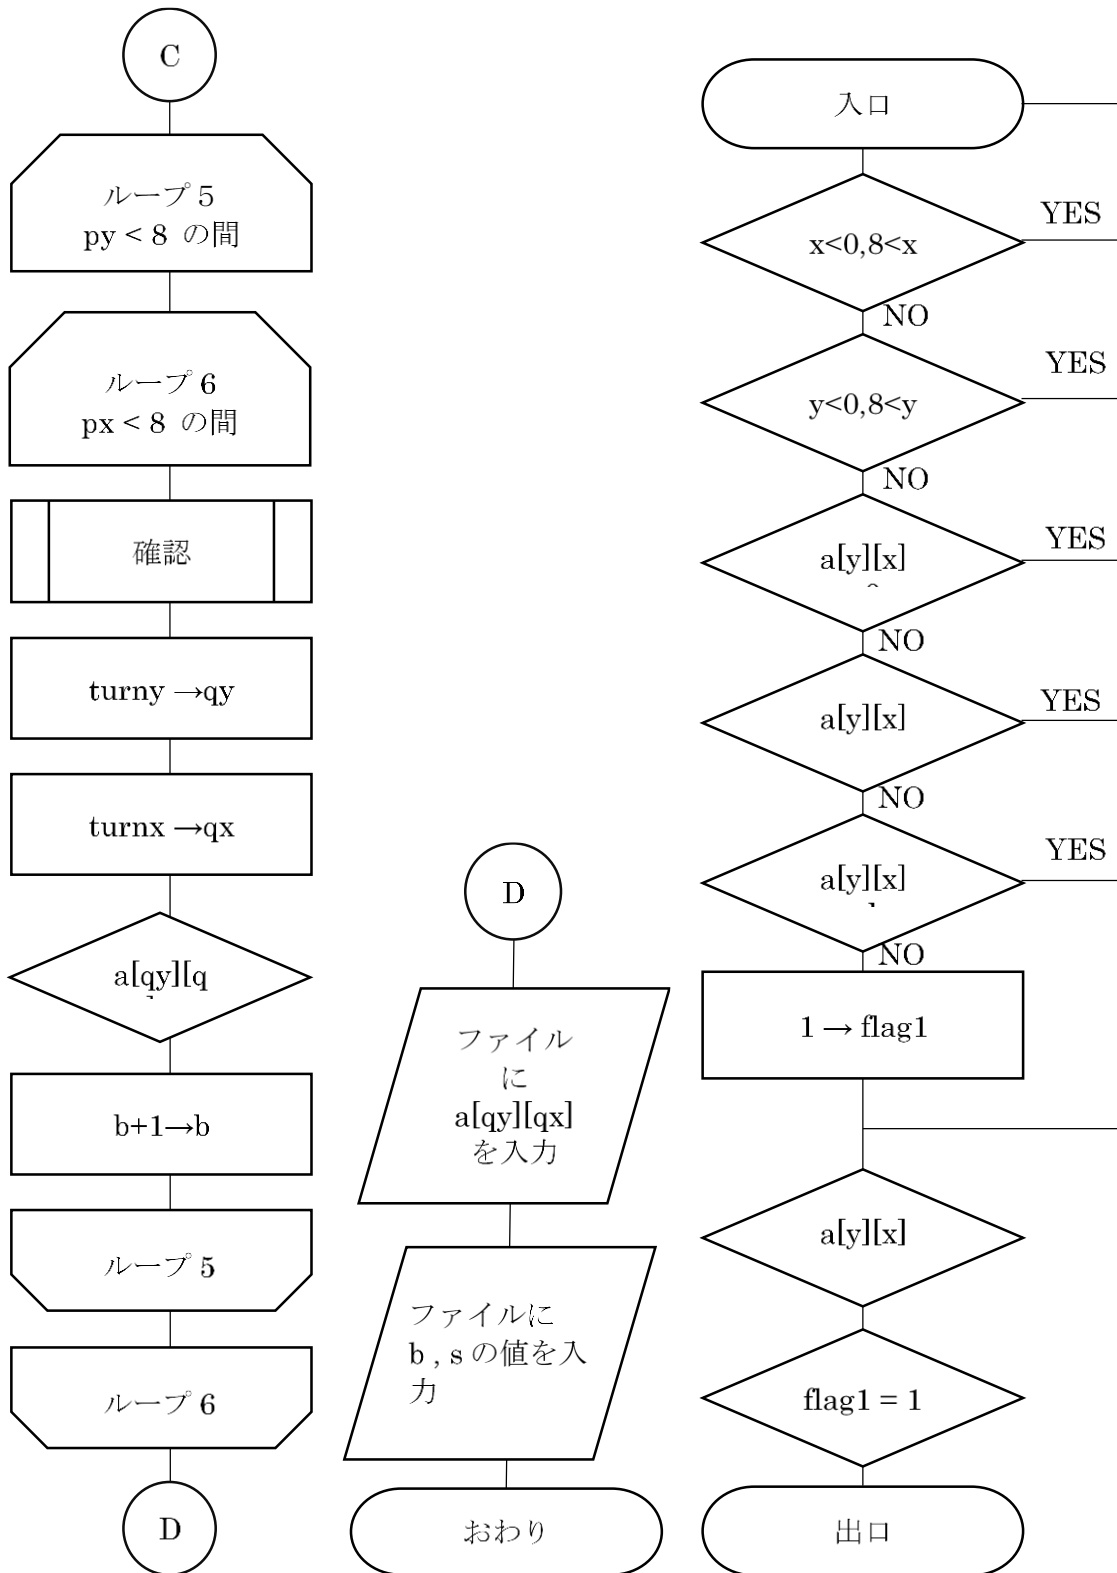 C
ループ 5
py < 8 の間
ループ 6
px < 8 の間
確認
turny →qy
turnx →qx
a[qy][q
b+1→b
ループ 5
ループ 6
D
D
ファイル
に
a[qy][qx]
を入力
ファイルに
b , s の値を入
力
おわり
入口
x<0,8<x
YES
NO
y<0,8<y
YES
NO
a[y][x]
YES
NO
a[y][x]
YES
NO
a[y][x]
YES
NO
1 → flag1
a[y][x]
flag1 = 1
出口